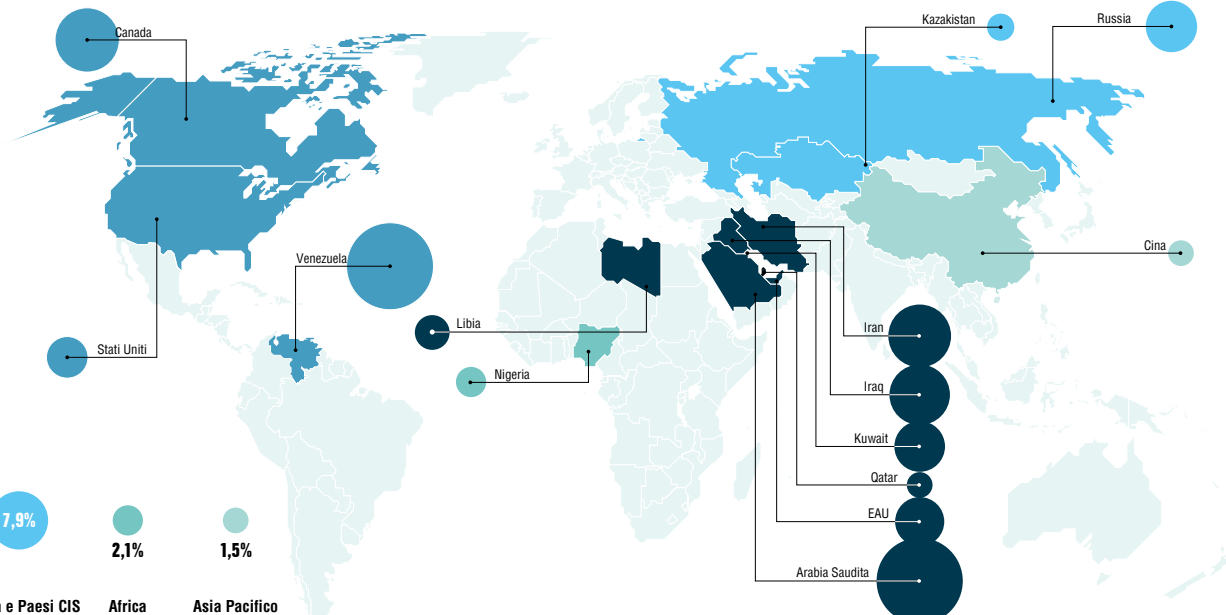 Canada
Kazakistan
Russia
Cina
Venezuela
Libia
Stati Uniti
Nigeria
Iran
Iraq
Kuwait
Qatar
EAU
Arabia Saudita
7,9%
2,1%
1,5%
e Paesi CIS
Africa
Asia Pacifico